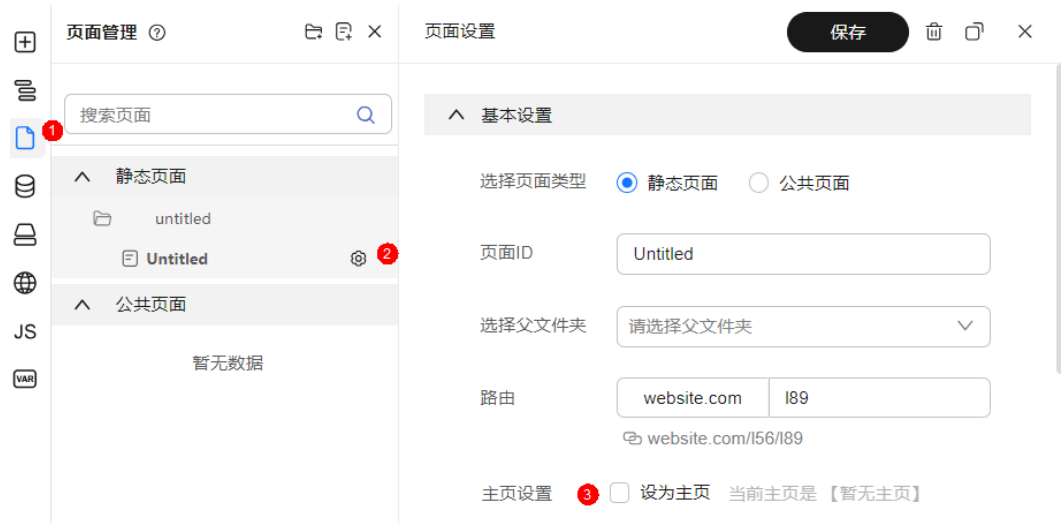 页面管理
页面设置
保存
搜索页面
1
基本设置
静态页面
选择页面类型
静态页面
公共页面
untitled
Untitled
2
页面ID
Untitled
公共页面
选择父文件夹
请选择父文件夹
JS
暂无数据
VAR
路由
website.com
l89
website.com/l56/l89
主页设置
3
设为主页
当前主页是 【暂无主页】